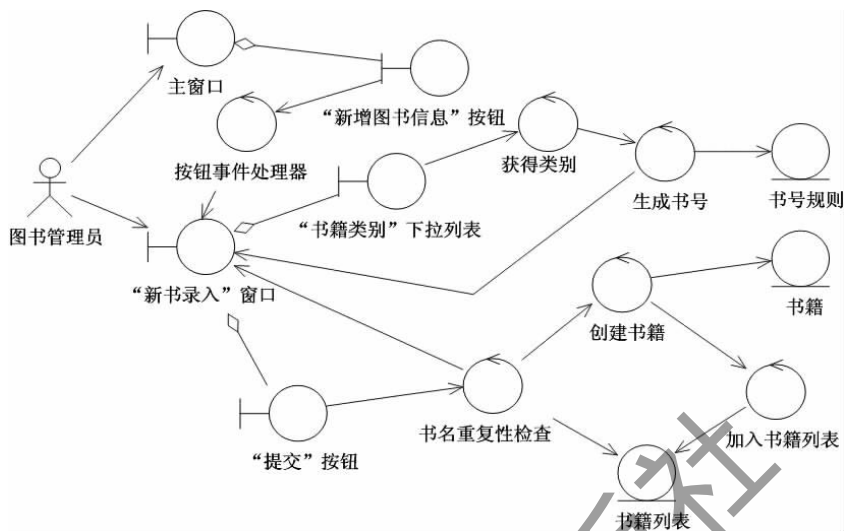 主窗口
“新增图书信息”按钮
按钮事件处理器
获得类别
生成书号
书号规则
图书管理员
“书籍类别”下拉列表
“新书录入”窗口
书籍
创建书籍
书名重复性检查
加入书籍列表
“提交”按钮
书籍列表
社